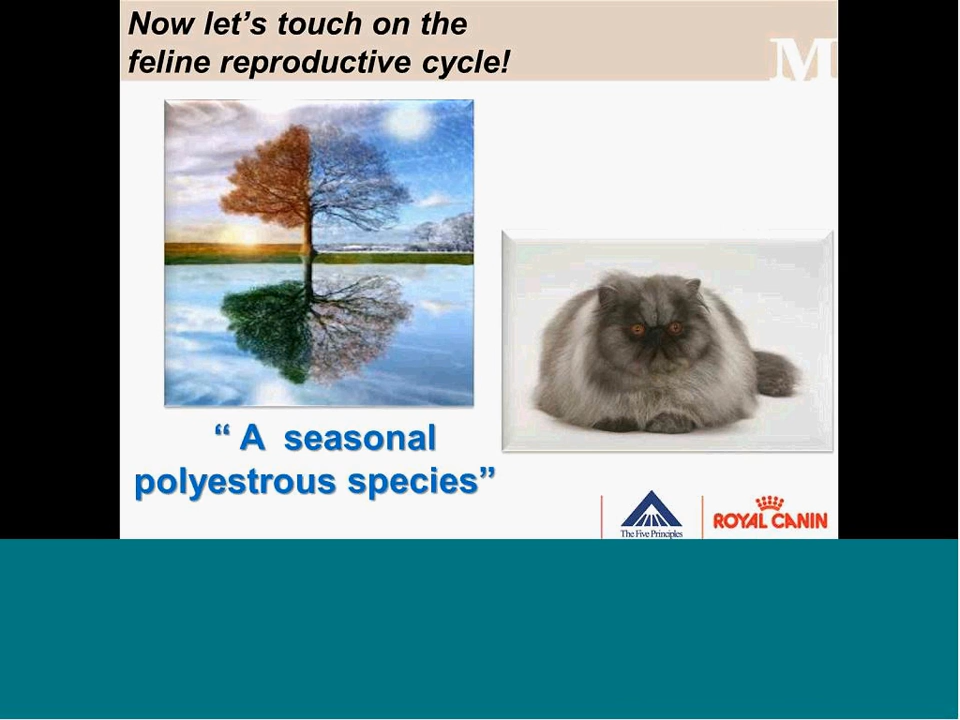 Now let’s touch on the
feline reproductive cycle!
M
“ A  seasonal
polyestrous species”
The Five Principles
ROYAL CANIN